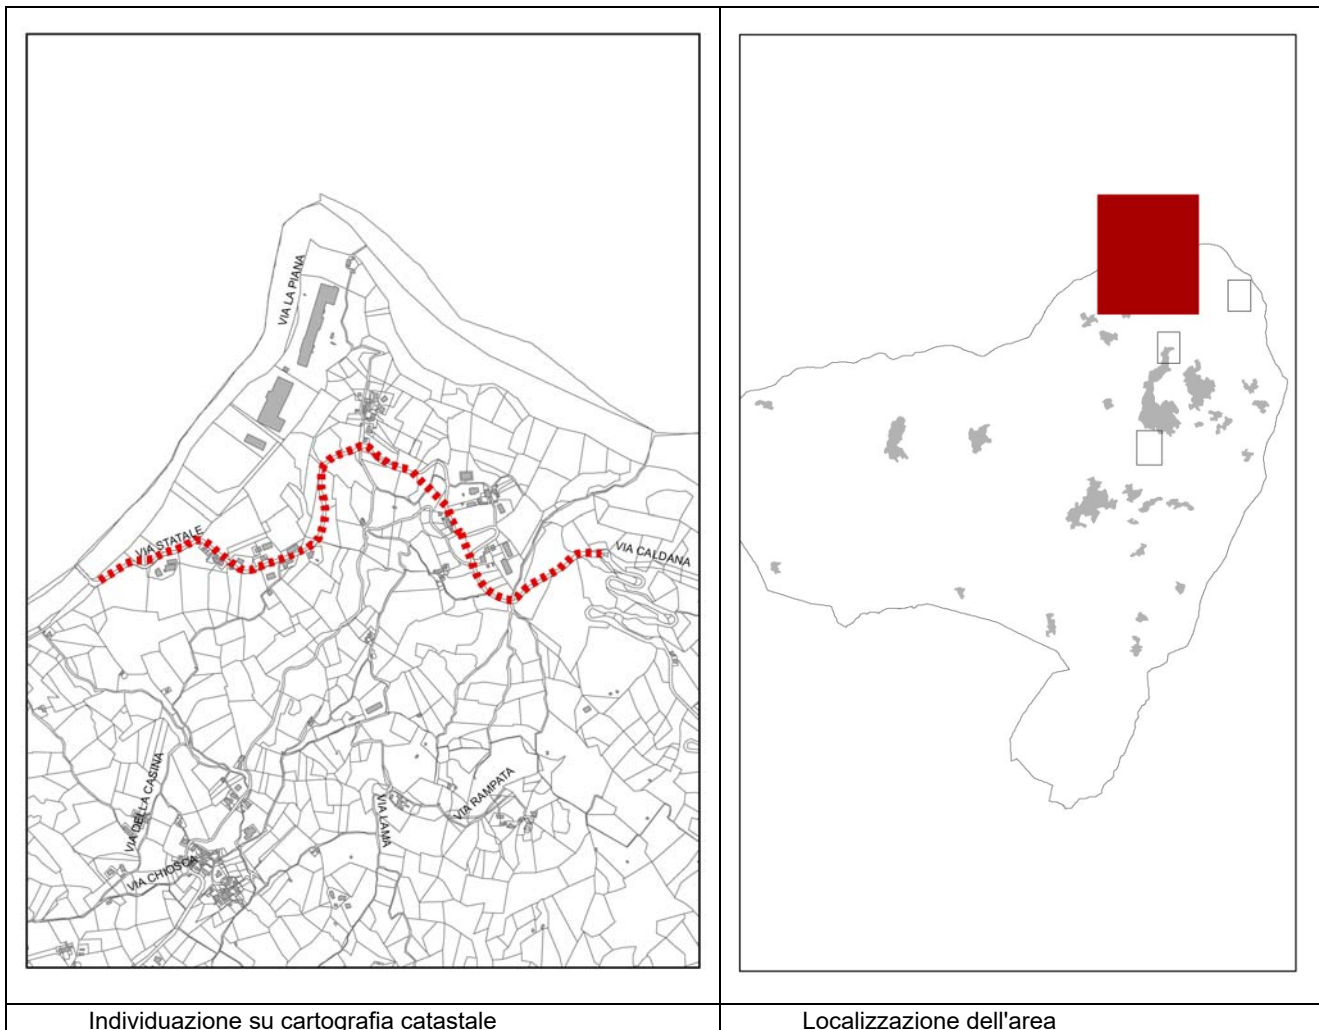 VIA LA PIANA
VIA STATALE
VIA CALDANA
VIA DELLA CASINA
VIA LAMA
VIA RAMPATA
VIA CHIOSCA
Individuazione su cartografia catastale
Localizzazione dell'area